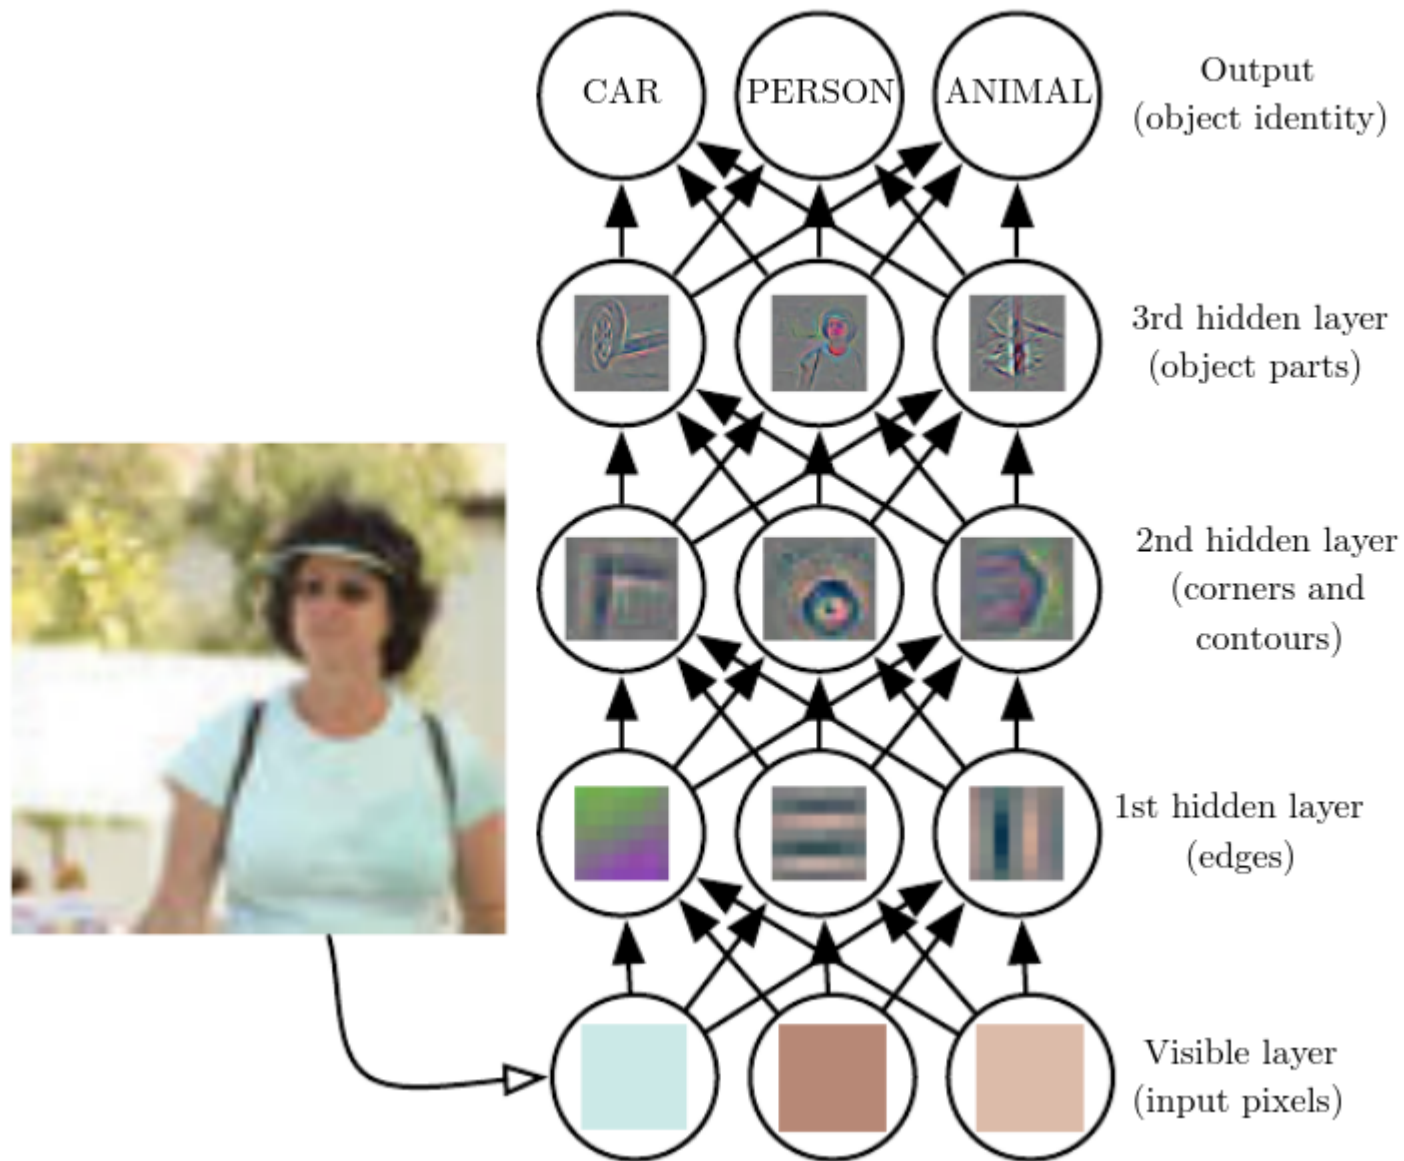 CAR PERSON ANIMAL
Output
(object identity)
3rd hidden layer
(object parts)
2nd hidden layer
(corners and
contours)
1st hidden layer
(edges)
Visible layer
(input pixels)